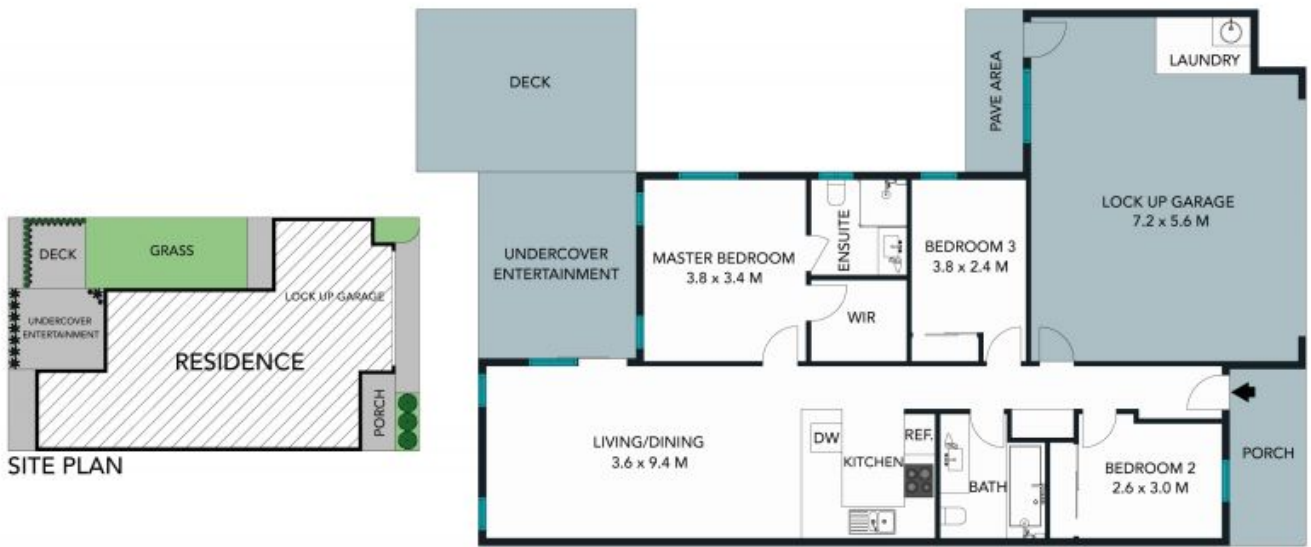 DECK
GRASS
LOCK UP GARAGE
UNDERCOVER
ENTERTAINMENT
RESIDENCE
PORCH
SITE PLAN
DECK
PAVE AREA
LAUNDRY
LOCK UP GARAGE
7.2 x 5.6 M
UNDERCOVER
ENTERTAINMENT
MASTER BEDROOM
3.8 x 3.4 M
ENSUITE
BEDROOM 3
3.8 x 2.4 M
WIR
LIVING/DINING
3.6 x 9.4 M
DW
KITCHEN
REF.
BATH
BEDROOM 2
2.6 x 3.0 M
PORCH